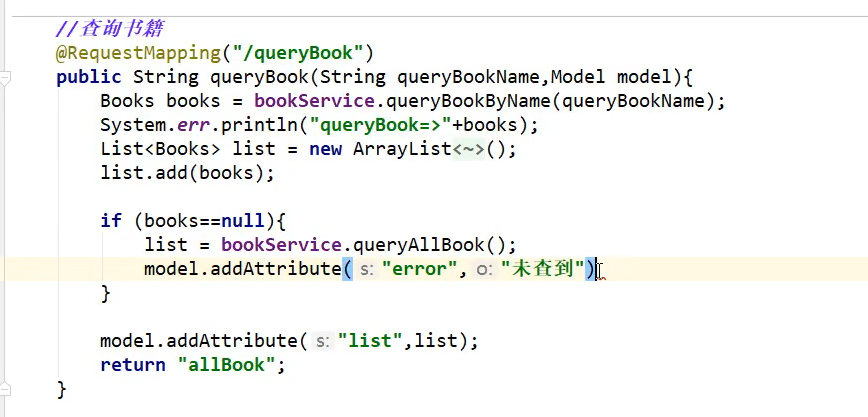 //查询书籍
@RequestMapping("/queryBook")
public String queryBook(String queryBookName,Model model){
    Books books = bookService.queryBookByName(queryBookName);
    System.err.println("queryBook=>"+books);
    List<Books> list = new ArrayList<~>();
    list.add(books);

    if (books==null){
        list = bookService.queryAllBook();
        model.addAttribute( s: "error", o: "未查到")
    }

    model.addAttribute( s: "list",list);
    return "allBook";
}